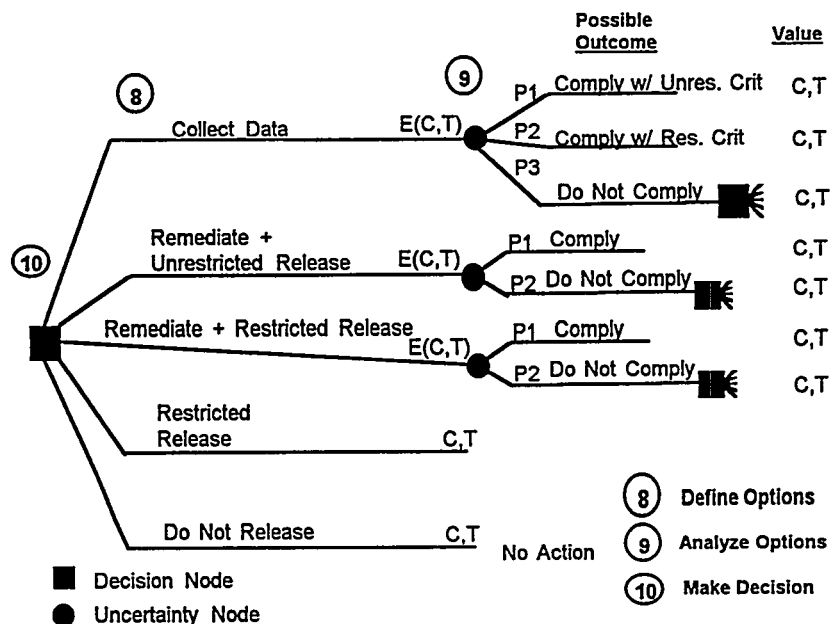 Possible
Outcome
Value
8
9
P1
Comply w/ Unres. Crit
C,T
Collect Data
E(C,T)
P2
Comply w/ Res. Crit
C,T
P3
Do Not Comply
C,T
10
Remediate +
Unrestricted Release
E(C,T)
P1 Comply
C,T
P2 Do Not Comply
C,T
Remediate + Restricted Release
E(C,T)
P1 Comply
C,T
P2 Do Not Comply
C,T
Restricted
Release
C,T
Do Not Release
C,T
No Action
8 Define Options
9 Analyze Options
10 Make Decision
Decision Node
Uncertainty Node